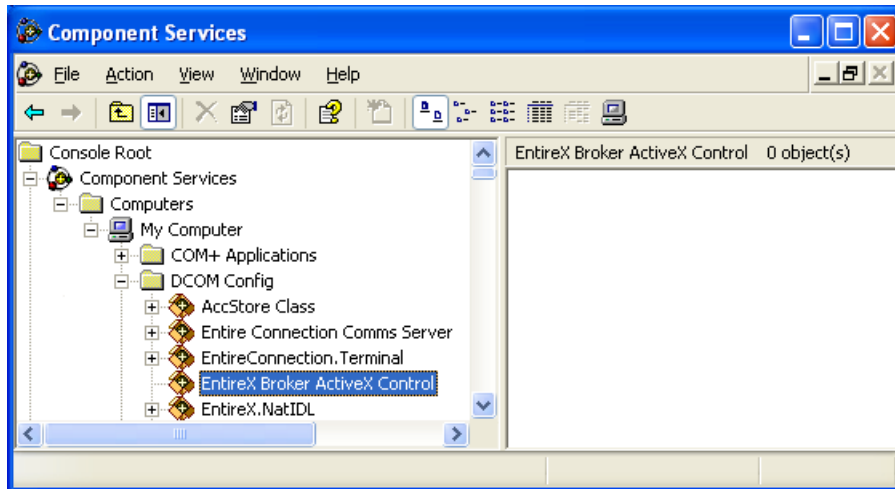 Component Services
File Action View Window Help
Console Root
Component Services
Computers
My Computer
COM+ Applications
DCOM Config
AccStore Class
Entire Connection Comms Server
EntireConnection.Terminal
EntireX Broker ActiveX Control
EntireX.NatIDL
EntireX Broker ActiveX Control 0 object(s)